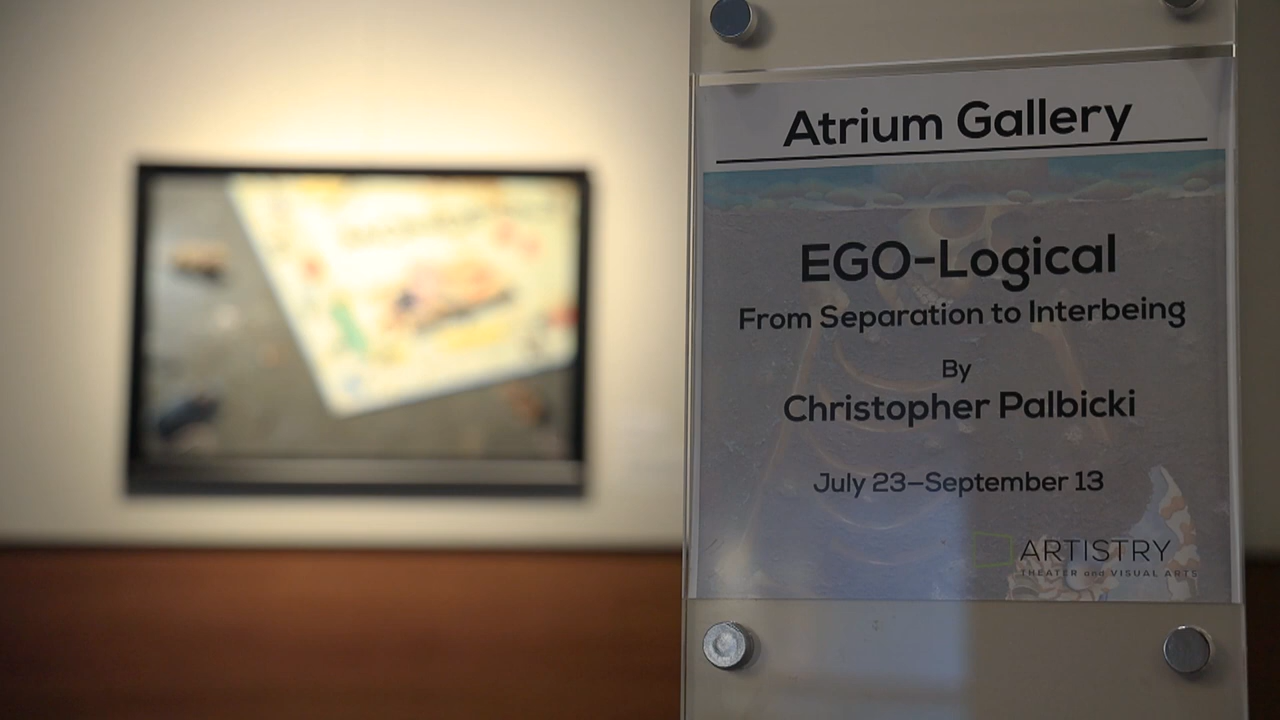 Atrium Gallery
EGO-Logical
From Separation to Interbeing
By
Christopher Palbicki
July 23–September 13
ARTISTRY
THEATER and VISUAL ARTS